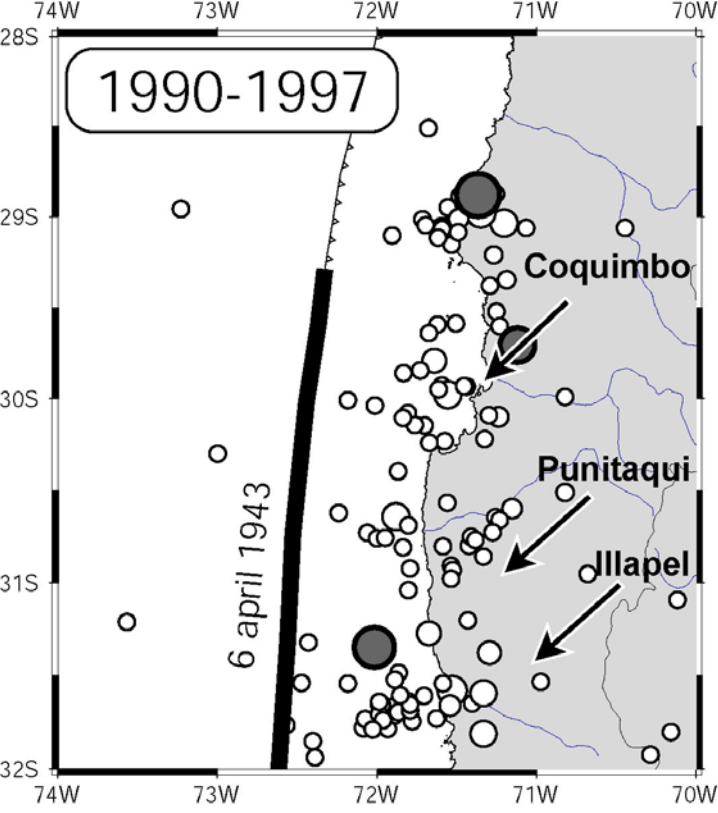 74W 73W 72W 71W 70W
28S
1990-1997
29S
Coquimbo
30S
Punitaqui
6 april 1943
31S
Illapel
32S
74W 73W 72W 71W 70W